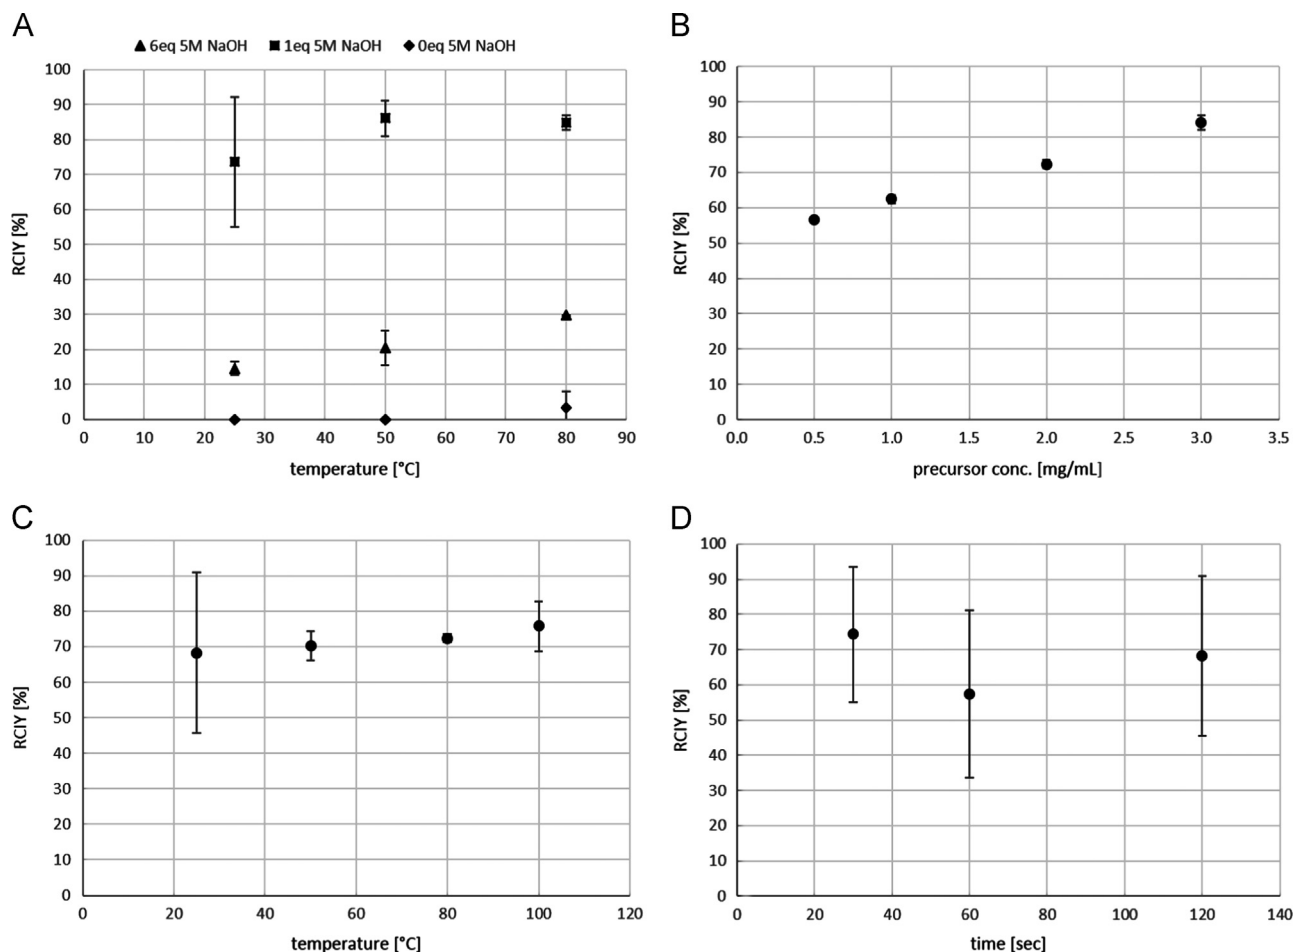 A
▲ 6eq 5M NaOH ■ 1eq 5M NaOH ◆ 0eq 5M NaOH
100
90
80
70
60
50
40
30
20
10
0
RCIY [%]
0 10 20 30 40 50 60 70 80 90
temperature [°C]
B
100
90
80
70
60
50
40
30
20
10
0
RCIY [%]
0.0 0.5 1.0 1.5 2.0 2.5 3.0 3.5
precursor conc. [mg/mL]
C
100
90
80
70
60
50
40
30
20
10
0
RCIY [%]
0 20 40 60 80 100 120
temperature [°C]
D
100
90
80
70
60
50
40
30
20
10
0
RCIY [%]
0 20 40 60 80 100 120 140
time [sec]